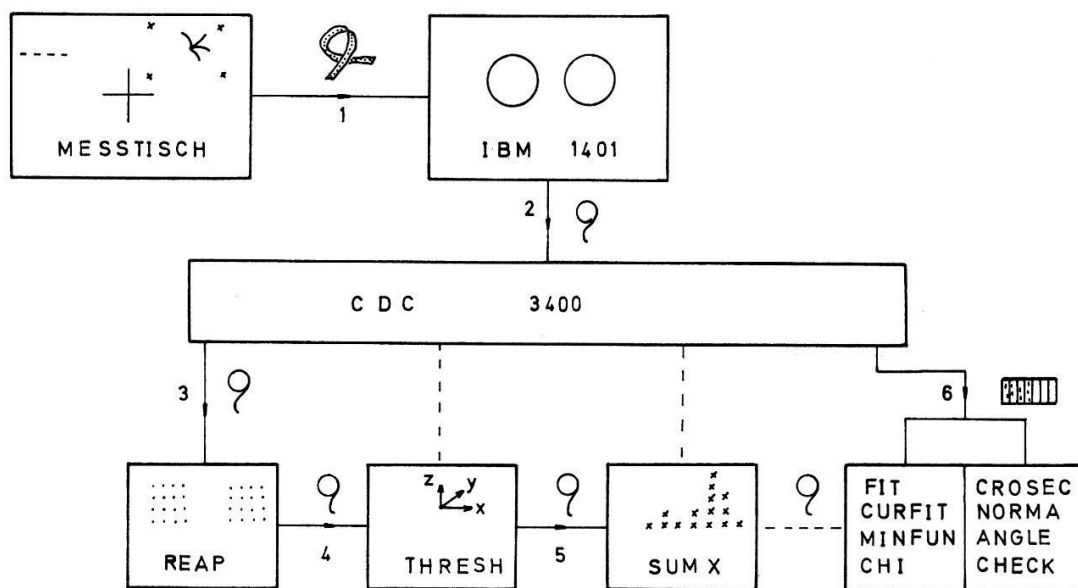 MESSTISCH
1
IBM 1401
2
CDC 3400
3
6
REAP
4
z y x
THRESH
5
SUMX
FIT
CURFIT
MINFUN
CHI
CROSEC
NORMA
ANGLE
CHECK